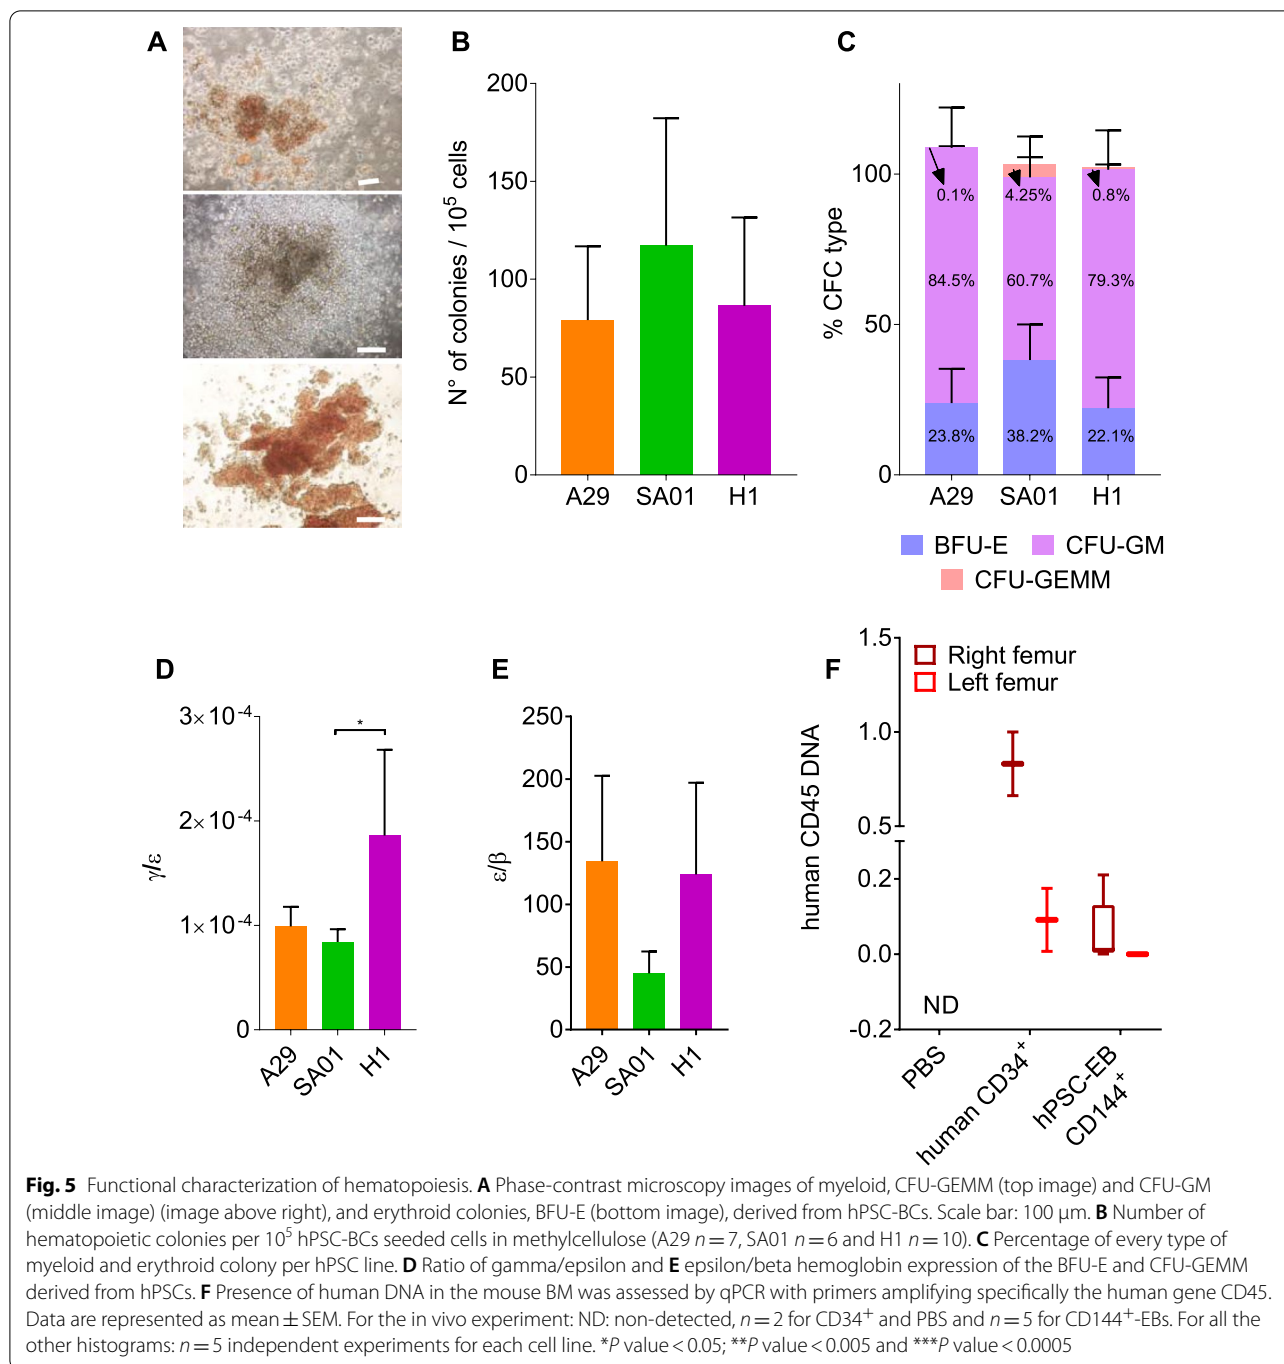 A
B
N° of colonies / 10⁵ cells
200
150
100
50
0
A29 SA01 H1
C
% CFC type
100
50
0
0.1% 4.25% 0.8%
84.5% 60.7% 79.3%
23.8% 38.2% 22.1%
A29 SA01 H1
BFU-E CFU-GM
CFU-GEMM
D
γ/ε
3×10⁻⁴
2×10⁻⁴
1×10⁻⁴
0
*
A29 SA01 H1
E
ε/β
250
200
150
100
50
0
A29 SA01 H1
F
human CD45 DNA
1.5
1.0
0.5
0.2
0.0
-0.2
Right femur
Left femur
ND
PBS
human CD34⁺
hPSC-EB
CD144⁺
Fig. 5 Functional characterization of hematopoiesis. A Phase-contrast microscopy images of myeloid, CFU-GEMM (top image) and CFU-GM
(middle image) (image above right), and erythroid colonies, BFU-E (bottom image), derived from hPSC-BCs. Scale bar: 100 µm. B Number of
hematopoietic colonies per 10⁵ hPSC-BCs seeded cells in methylcellulose (A29 n = 7, SA01 n = 6 and H1 n = 10). C Percentage of every type of
myeloid and erythroid colony per hPSC line. D Ratio of gamma/epsilon and E epsilon/beta hemoglobin expression of the BFU-E and CFU-GEMM
derived from hPSCs. F Presence of human DNA in the mouse BM was assessed by qPCR with primers amplifying specifically the human gene CD45.
Data are represented as mean ± SEM. For the in vivo experiment: ND: non-detected, n = 2 for CD34⁺ and PBS and n = 5 for CD144⁺-EBs. For all the
other histograms: n = 5 independent experiments for each cell line. *P value < 0.05; **P value < 0.005 and ***P value < 0.0005